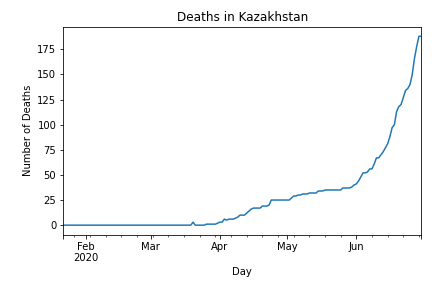 Deaths in Kazakhstan
Number of Deaths
175
150
125
100
75
50
25
0
Feb
2020
Mar
Apr
May
Jun
Day